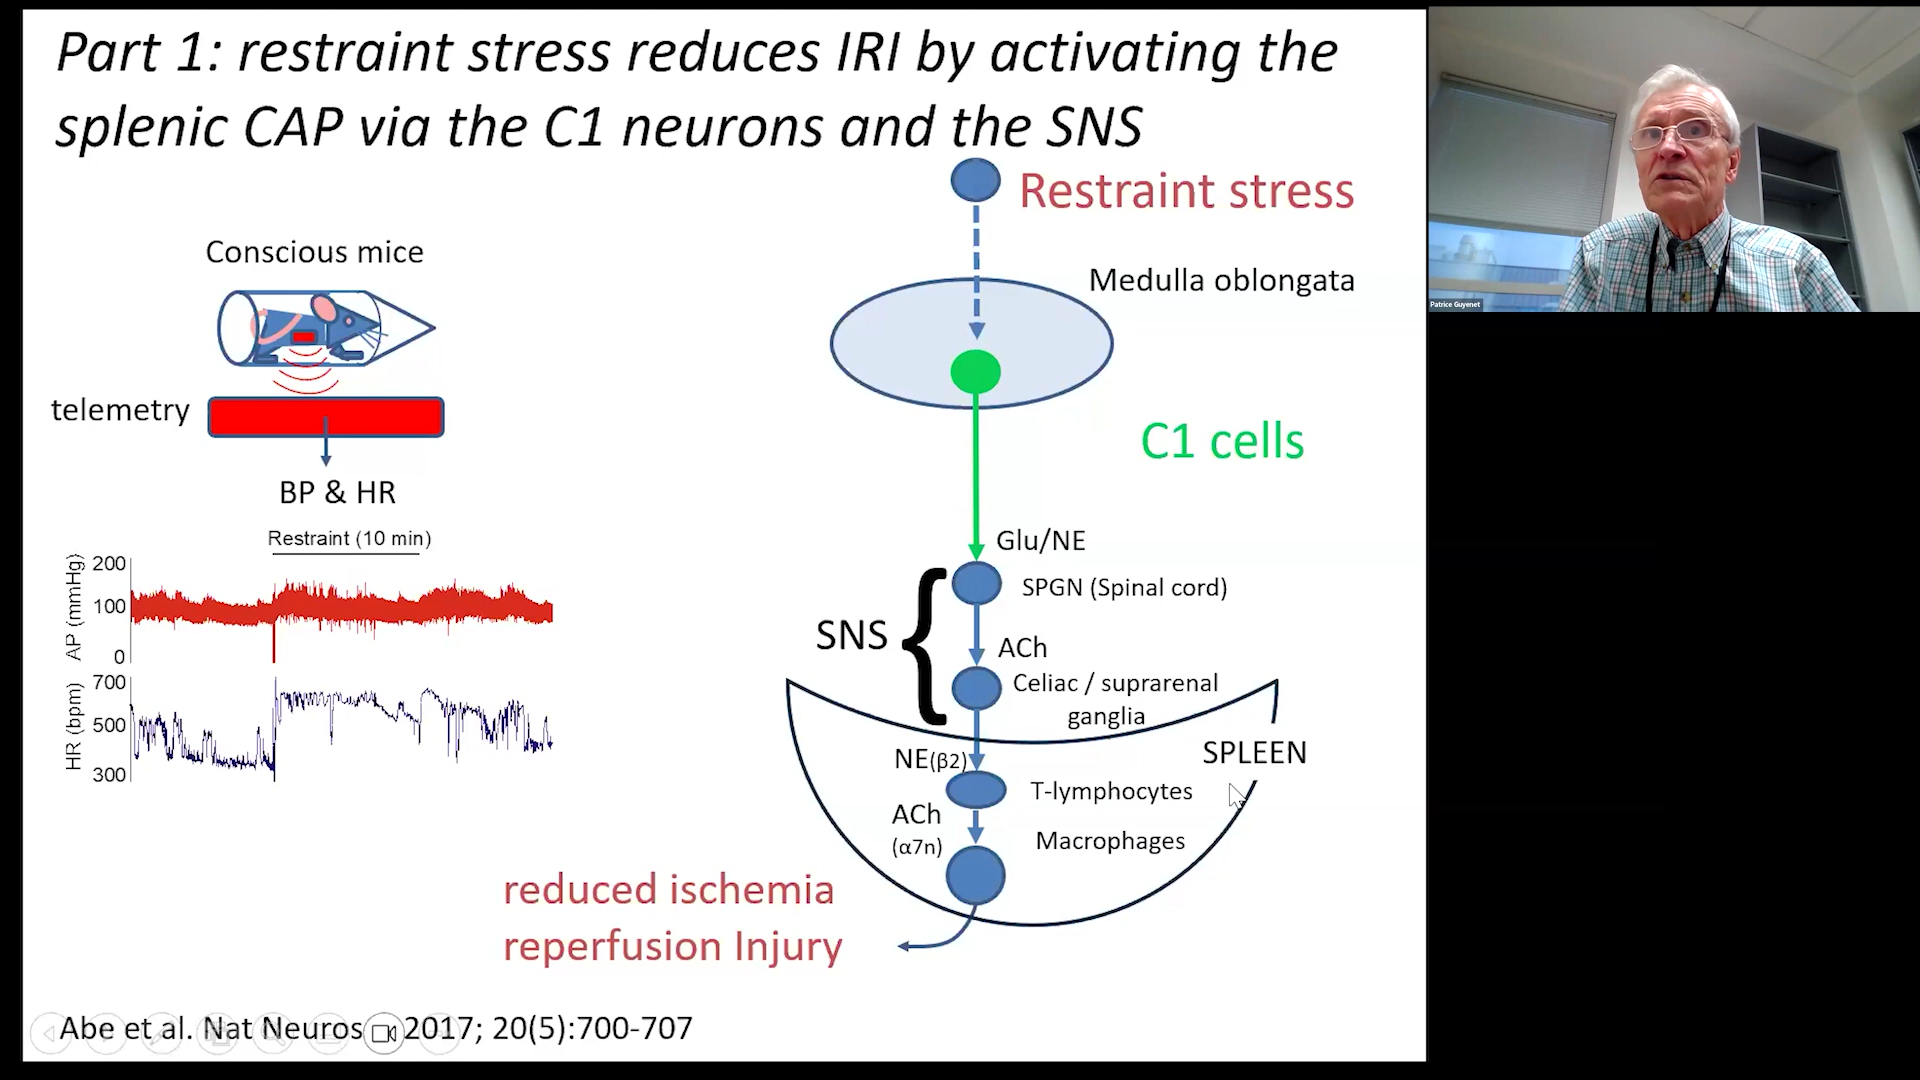 Part 1: restraint stress reduces IRI by activating the
splenic CAP via the C1 neurons and the SNS
Restraint stress
Conscious mice
Medulla oblongata
telemetry
C1 cells
BP & HR
Restraint (10 min)
AP (mmHg)
200
100
0
HR (bpm)
700
500
300
Glu/NE
SPGN (Spinal cord)
SNS
ACh
Celiac / suprarenal
ganglia
SPLEEN
NE(β2)
T-lymphocytes
ACh
(α7n)
Macrophages
reduced ischemia
reperfusion Injury
Abe et al. Nat Neuros 2017; 20(5):700-707
Patrice Guyenet